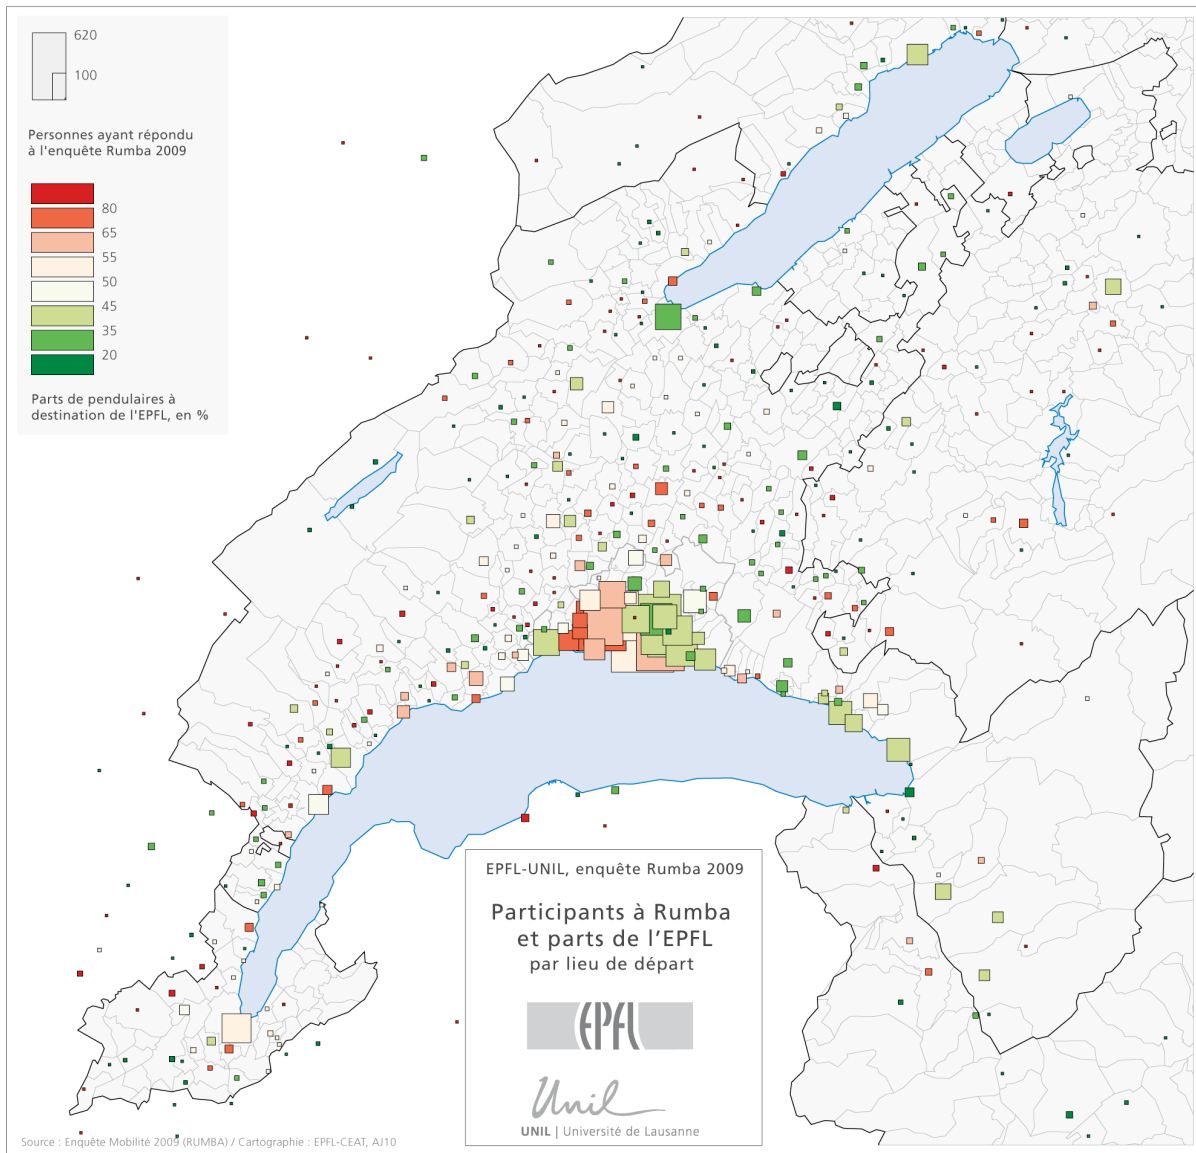 620
100
Personnes ayant répondu
à l'enquête Rumba 2009
80
65
55
50
45
35
20
Parts de pendulaires à
destination de l'EPFL, en %
EPFL-UNIL, enquête Rumba 2009
Participants à Rumba
et parts de l'EPFL
par lieu de départ
EPFL
Unil
UNIL | Université de Lausanne
Source : Enquête Mobilité 2009 (RUMBA) / Cartographie : EPFL-CEAT, AJ10